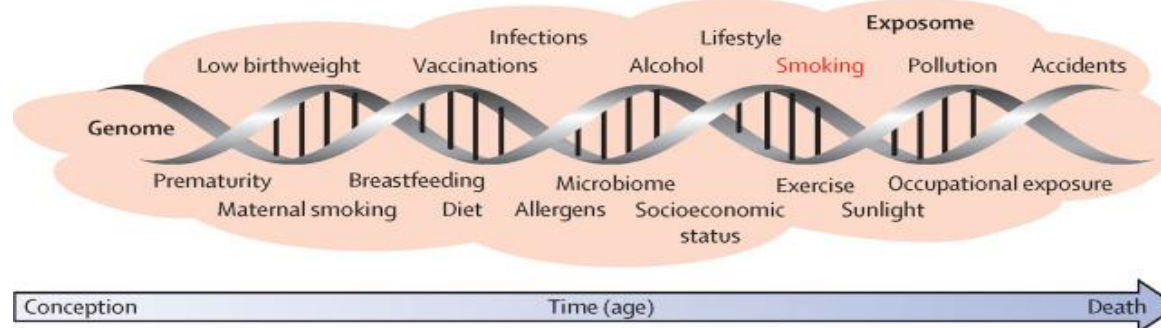 Exposome
Infections Lifestyle
Low birthweight Vaccinations Alcohol Smoking Pollution Accidents
Genome
Prematurity Breastfeeding Microbiome Exercise Occupational exposure
Maternal smoking Diet Allergens Socioeconomic Sunlight
status
Conception Time (age) Death